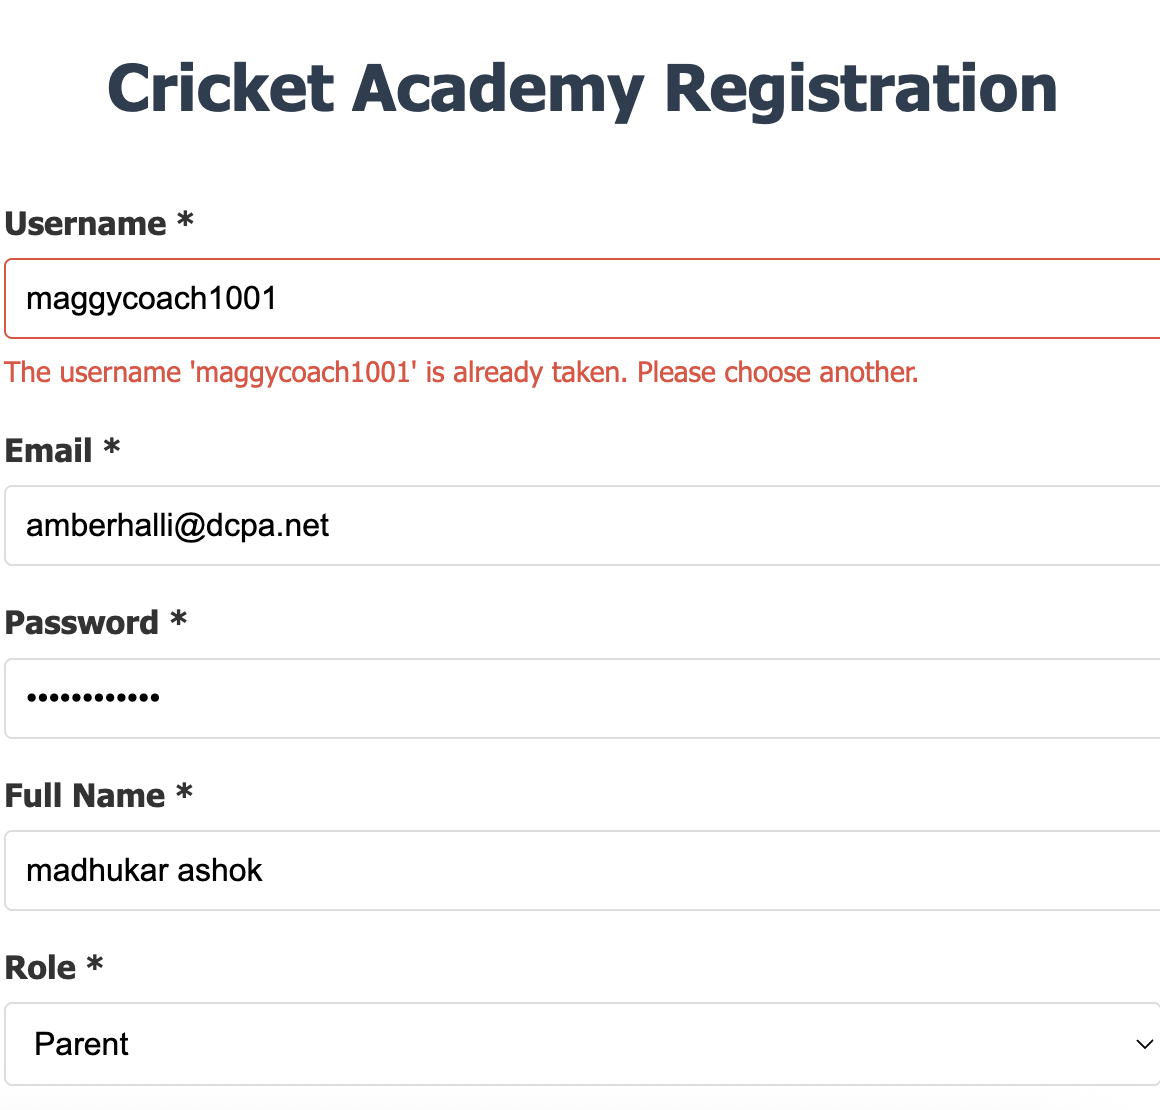 Cricket Academy Registration
Username *
maggycoach1001
The username 'maggycoach1001' is already taken. Please choose another.
Email *
amberhalli@dcpa.net
Password *
••••••••••••
Full Name *
madhukar ashok
Role *
Parent